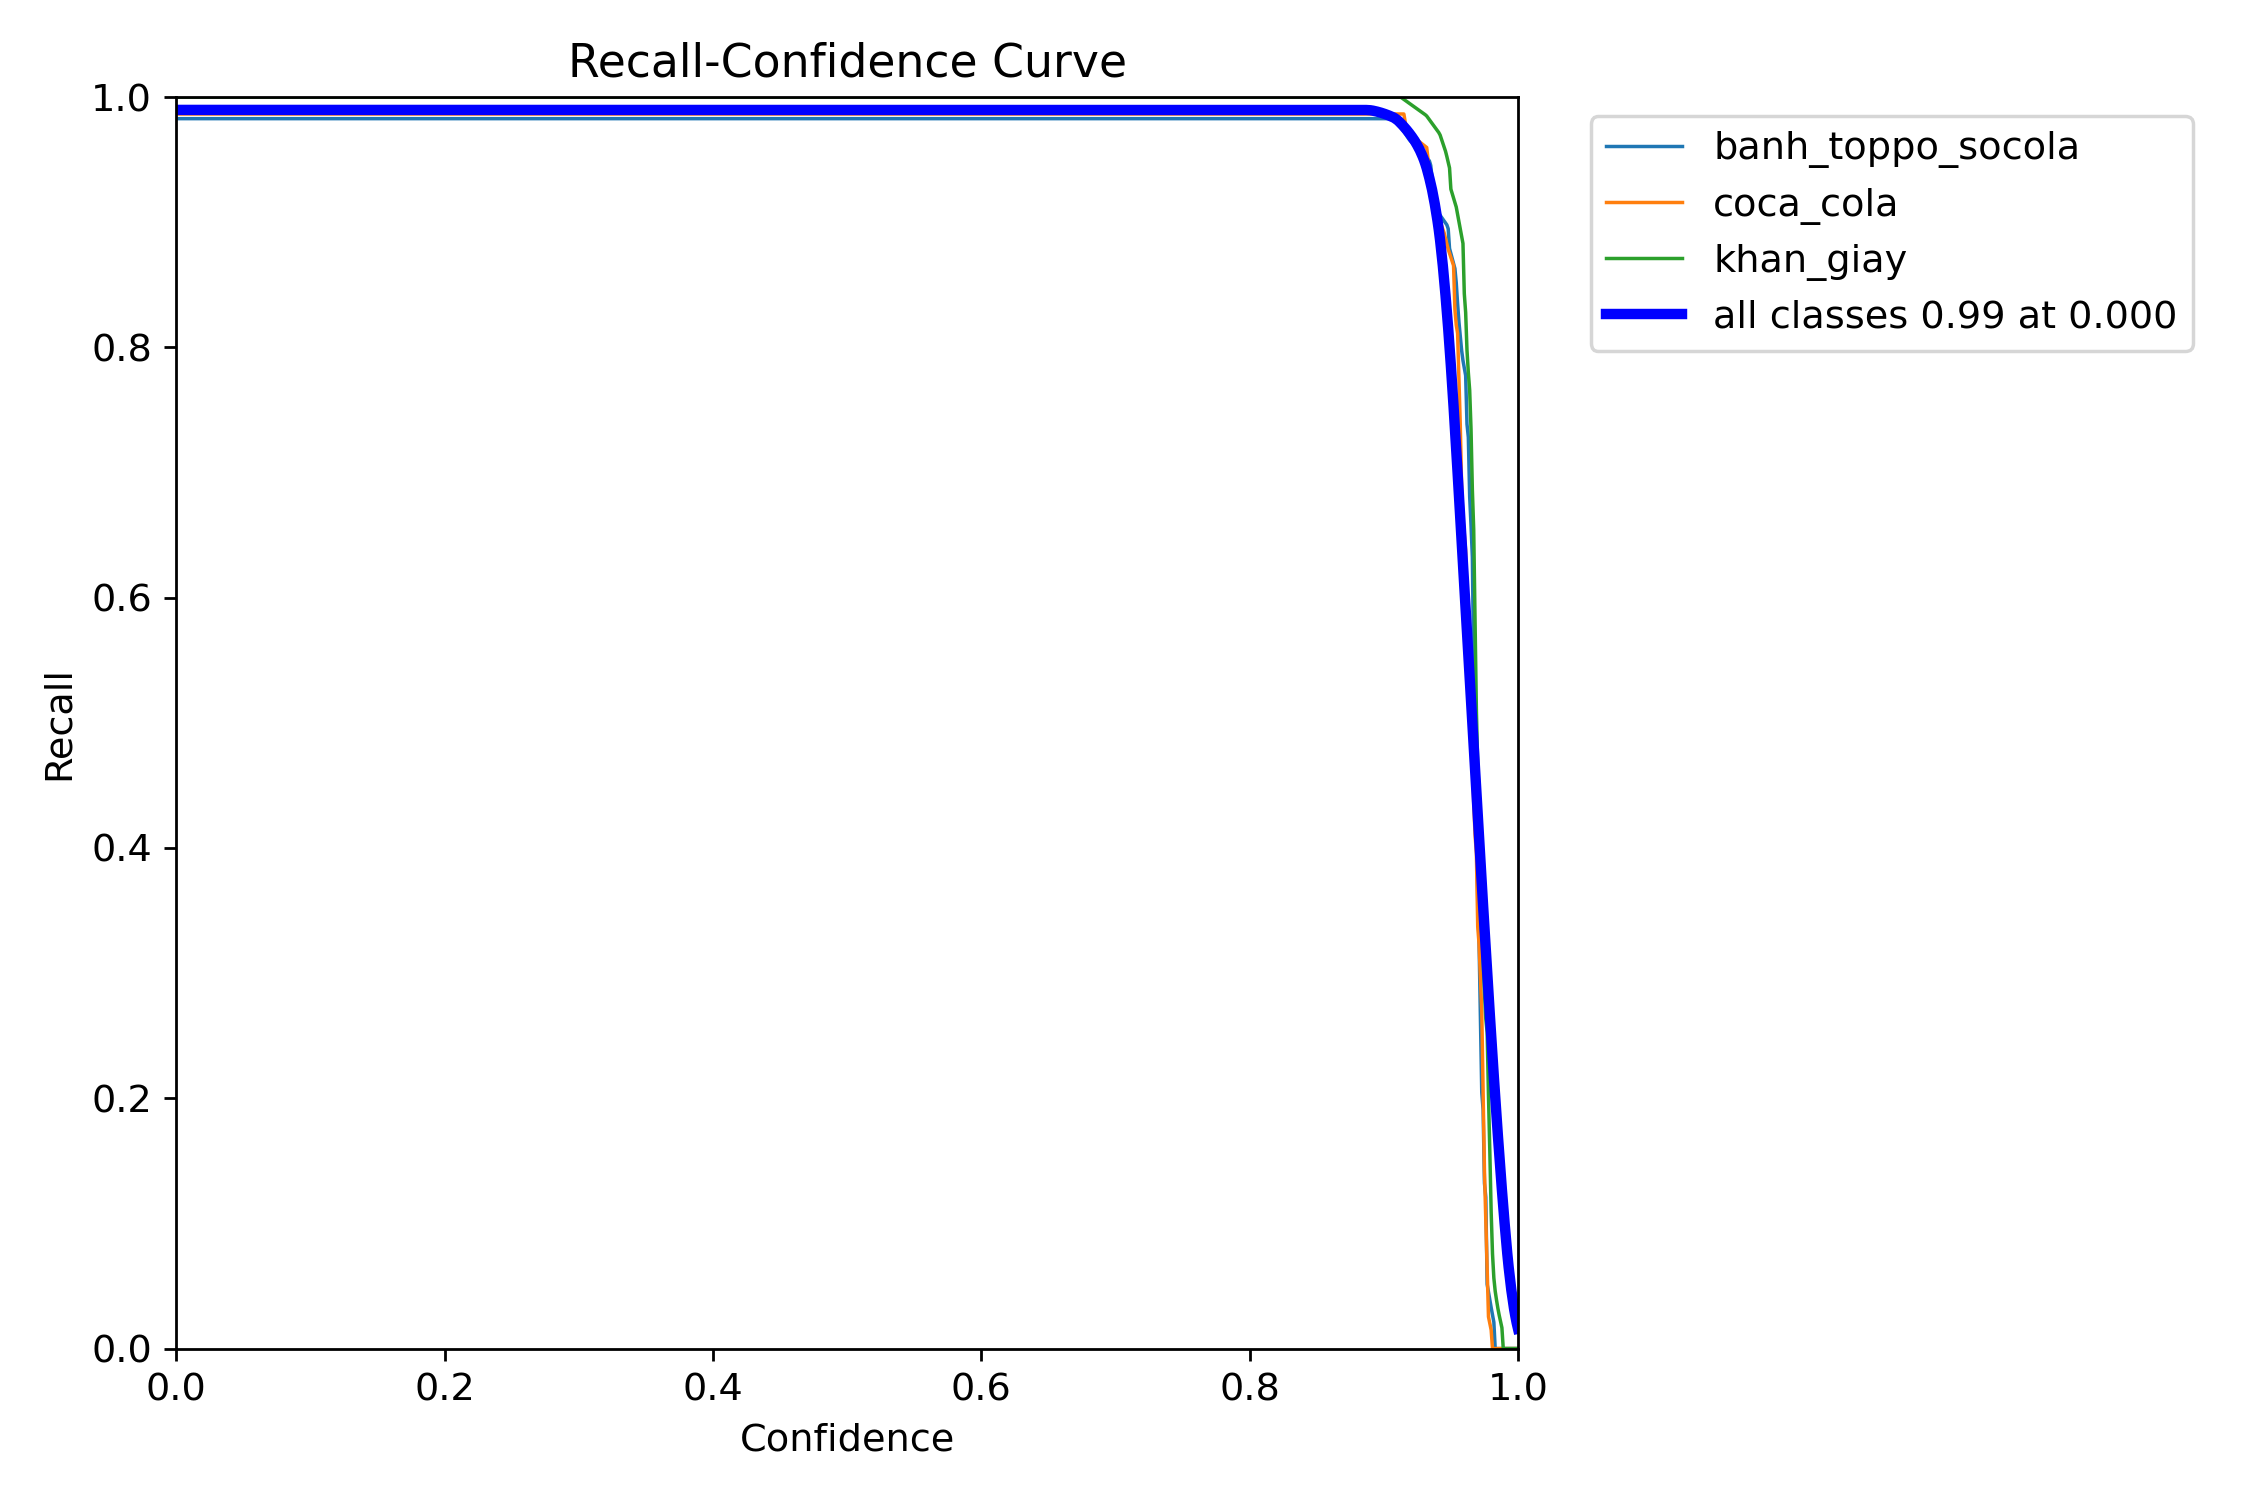 Recall-Confidence Curve
1.0
0.8
0.6
0.4
0.2
0.0
Recall
0.0 0.2 0.4 0.6 0.8 1.0
Confidence
banh_toppo_socola
coca_cola
khan_giay
all classes 0.99 at 0.000